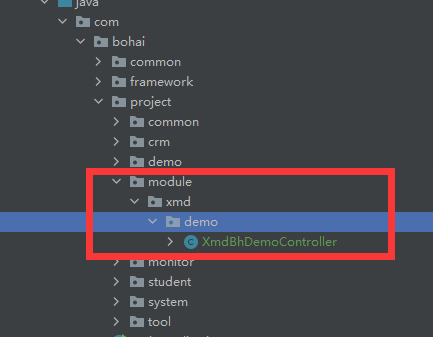 java
com
bohai
common
framework
project
common
crm
demo
module
xmd
demo
XmdBhDemoController
monitor
student
system
tool